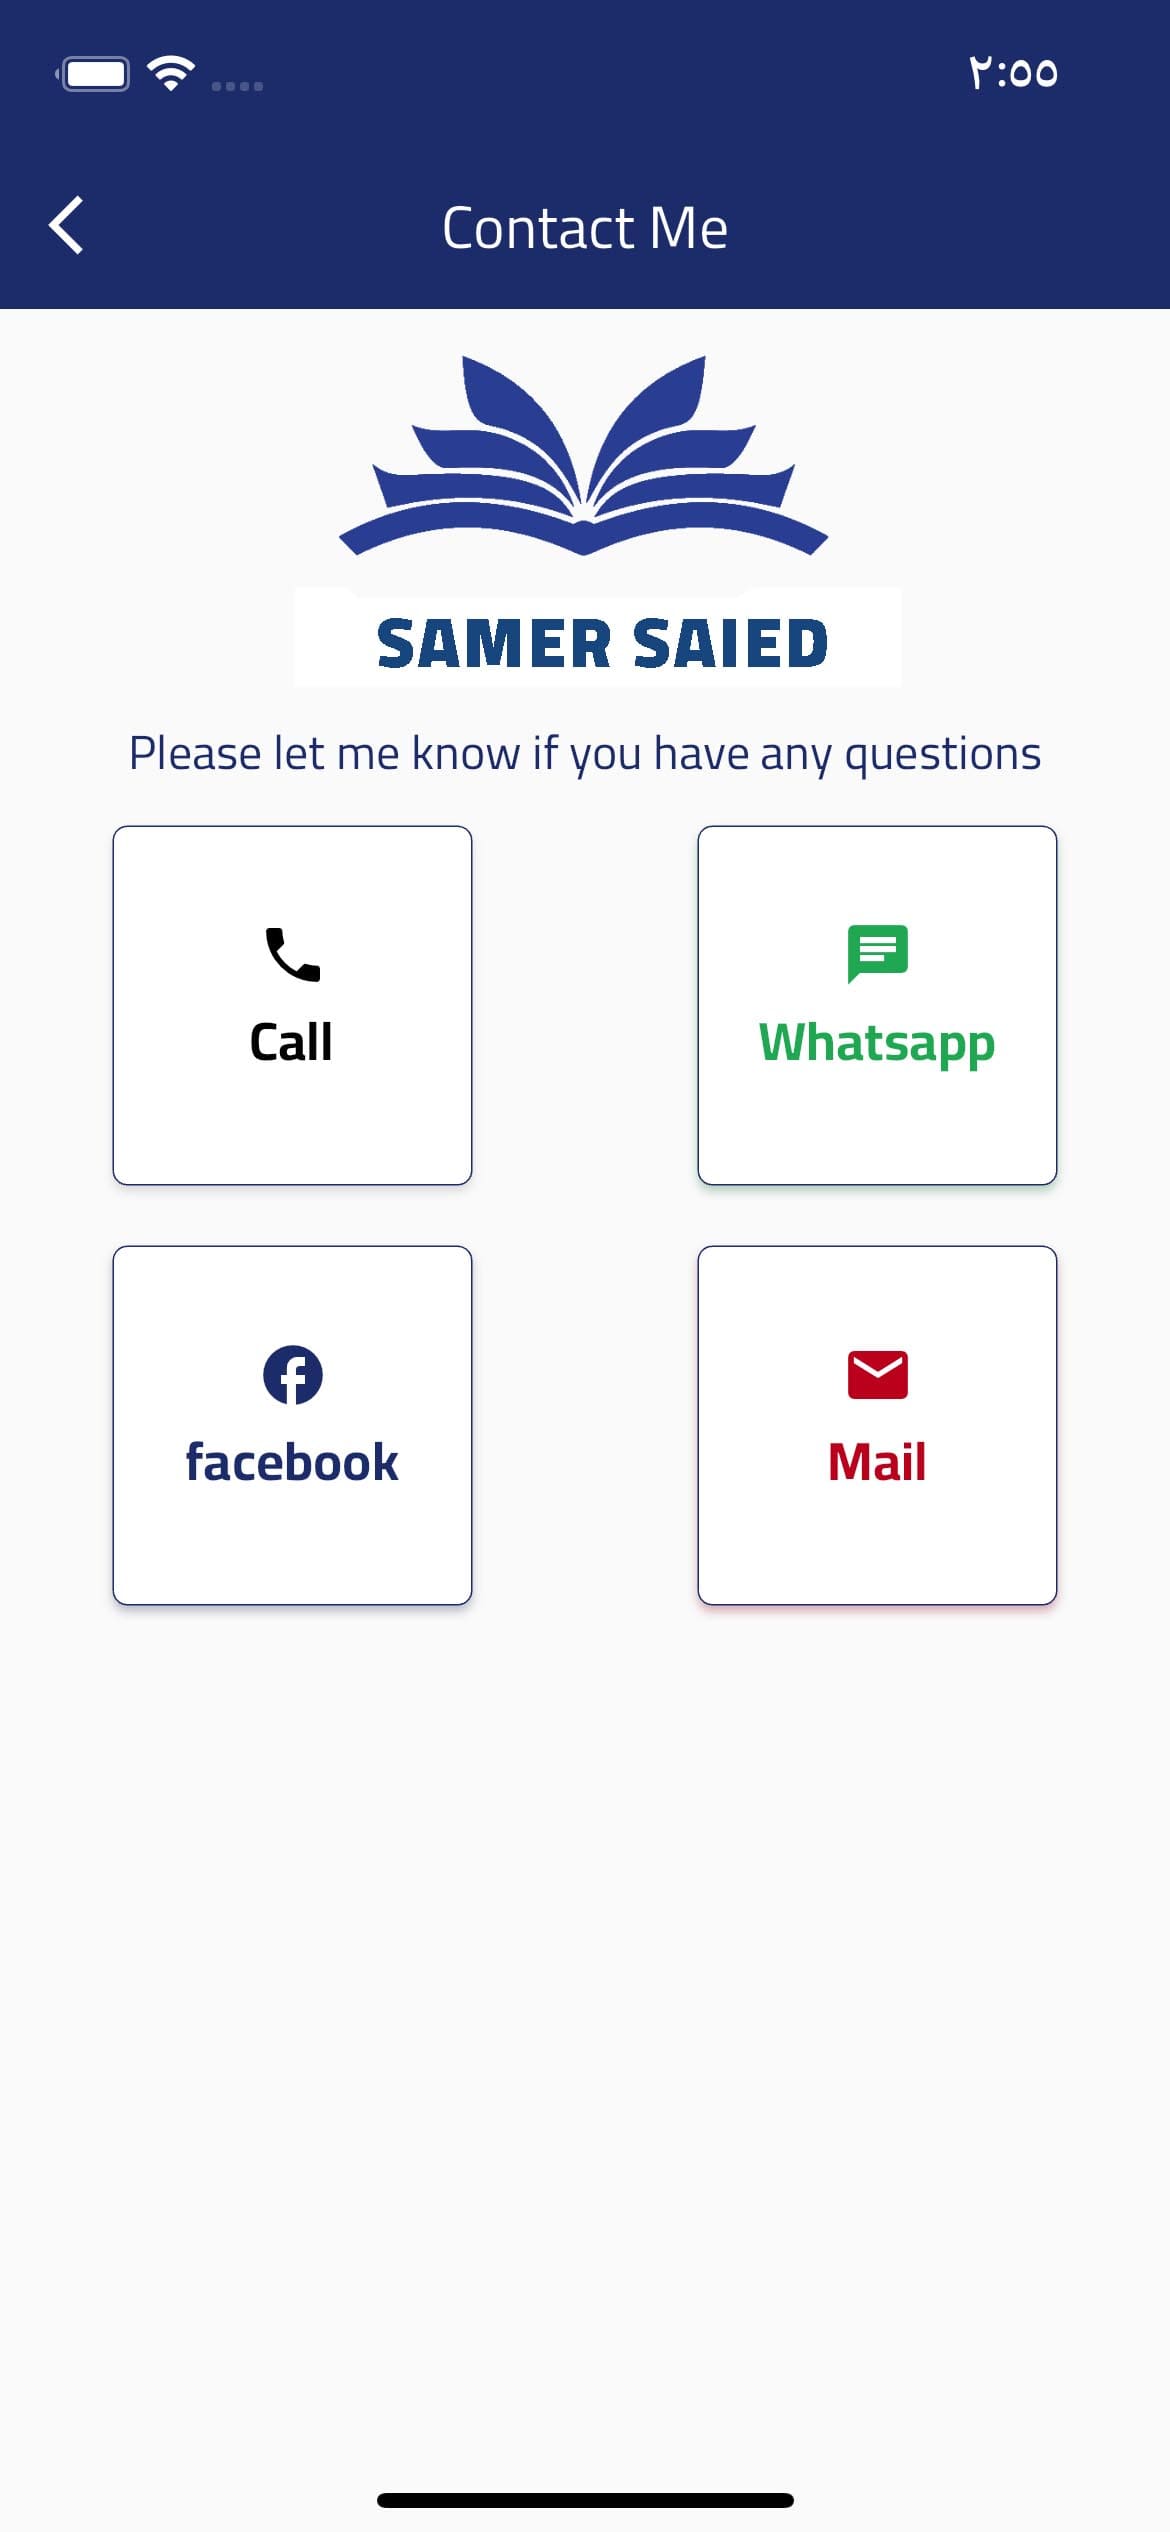 ٢:٥٥
Contact Me
SAMER SAIED
Please let me know if you have any questions
Call
Whatsapp
facebook
Mail